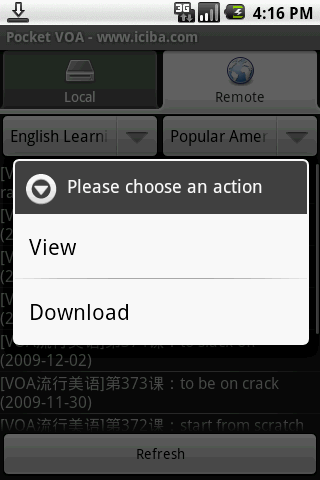 3G
4:16 PM
Pocket VOA - www.iciba.com
Local
Remote
English Learni
Popular Amer
Please choose an action
View
Download
(2009-12-02)
[VOA流行美语]第373课：to be on crack
(2009-11-30)
[VOA流行美语]第372课：start from scratch
Refresh